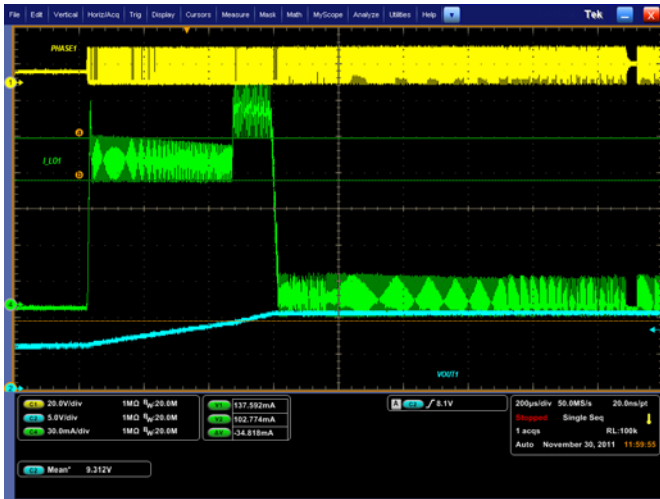 File Edit Vertical Horiz/Acq Trig Display Cursors Measure Mask Math MyScope Analyze Utilities Help Tek X
PHASE1
1
a
I_LO1
b
4
VOUT1
2
C1 20.0V/div 1MΩ BW:20.0M
C2 5.0V/div 1MΩ BW:20.0M
C4 30.0mA/div 1MΩ BW:20.0M
V1 137.592mA
V2 102.774mA
ΔV -34.818mA
A C2 8.1V
200µs/div 50.0MS/s 20.0ns/pt
Stopped Single Seq
1 acqs RL:100k
Auto November 30, 2011 11:59:55
C2 Mean* 9.312V